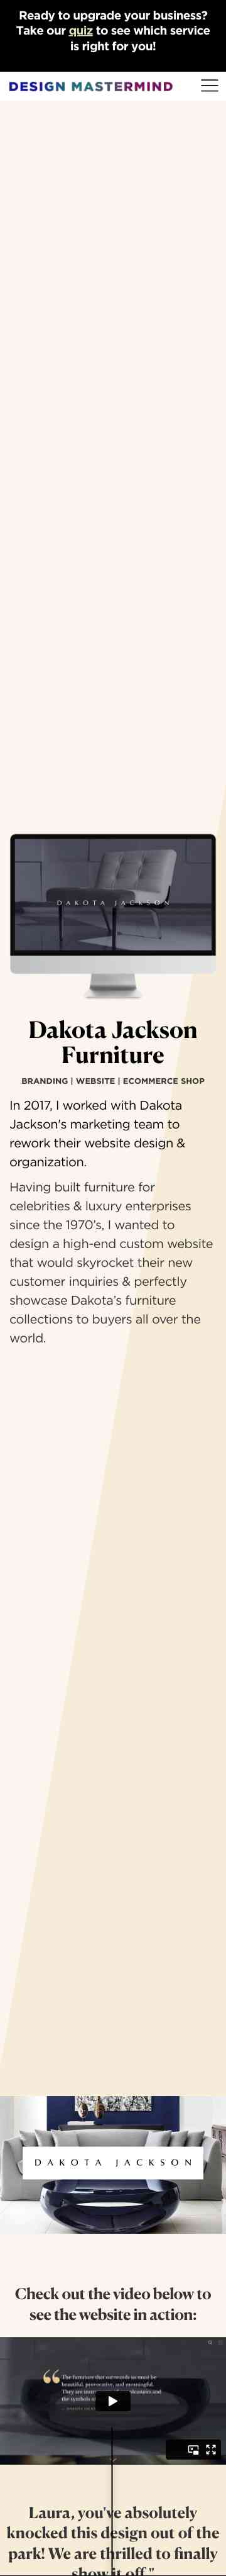 Ready to upgrade your business?
Take our quiz to see which service
is right for you!
DESIGN MASTERMIND
DAKOTA JACKSON
Dakota Jackson
Furniture
BRANDING | WEBSITE | ECOMMERCE SHOP
In 2017, I worked with Dakota
Jackson's marketing team to
rework their website design &
organization.
Having built furniture for
celebrities & luxury enterprises
since the 1970's, I wanted to
design a high-end custom website
that would skyrocket their new
customer inquiries & perfectly
showcase Dakota's furniture
collections to buyers all over the
world.
DAKOTA JACKSON
Check out the video below to
see the website in action:
The furniture that surrounds us must be
beautiful, provocative, and meaningful.
They are
the symbols
Laura, you've absolutely
knocked this design out of the
park! We are thrilled to finally
show it off."